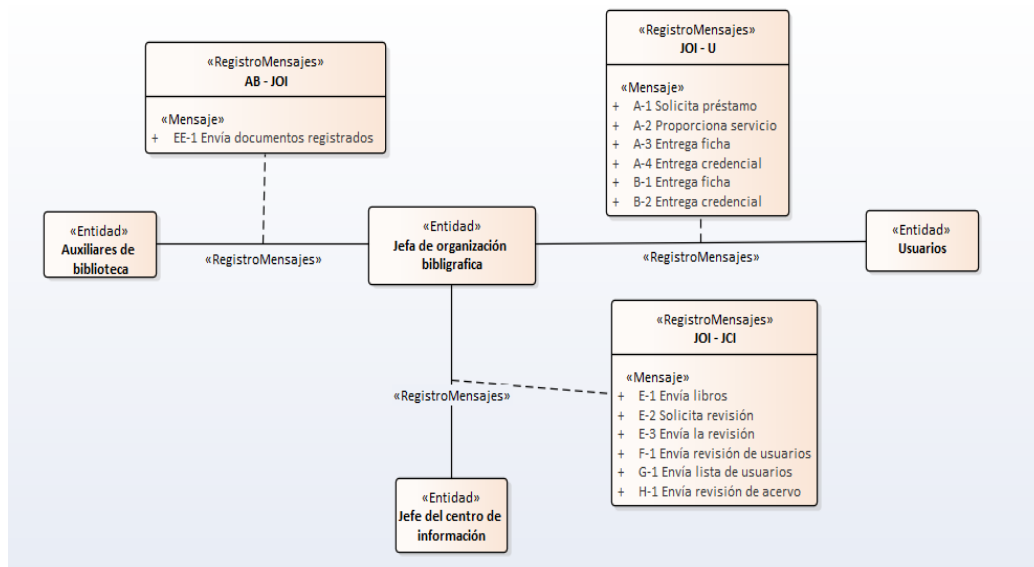 «RegistroMensajes»
AB - JOI
«Mensaje»
+ EE-1 Envía documentos registrados
«RegistroMensajes»
JOI - U
«Mensaje»
+ A-1 Solicita préstamo
+ A-2 Proporciona servicio
+ A-3 Entrega ficha
+ A-4 Entrega credencial
+ B-1 Entrega ficha
+ B-2 Entrega credencial
«Entidad»
Auxiliares de
biblioteca
«RegistroMensajes»
«Entidad»
Jefa de organización
bibligrafica
«RegistroMensajes»
«Entidad»
Usuarios
«RegistroMensajes»
«RegistroMensajes»
JOI - JCI
«Mensaje»
+ E-1 Envía libros
+ E-2 Solicita revisión
+ E-3 Envía la revisión
+ F-1 Envía revisión de usuarios
+ G-1 Envía lista de usuarios
+ H-1 Envía revisión de acervo
«Entidad»
Jefe del centro de
información